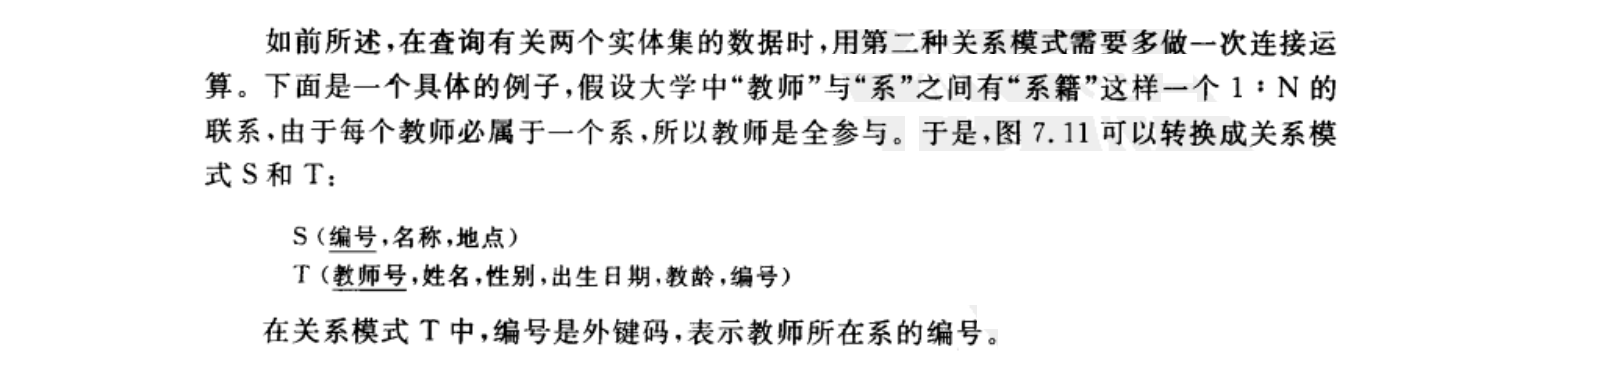 如前所述,在查询有关两个实体集的数据时,用第二种关系模式需要多做一次连接运
算。下面是一个具体的例子,假设大学中“教师”与“系”之间有“系籍”这样一个 1∶N 的
联系,由于每个教师必属于一个系,所以教师是全参与。于是,图 7.11 可以转换成关系模
式 S 和 T:
S(编号,名称,地点)
T(教师号,姓名,性别,出生日期,教龄,编号)
在关系模式 T 中,编号是外键码,表示教师所在系的编号。